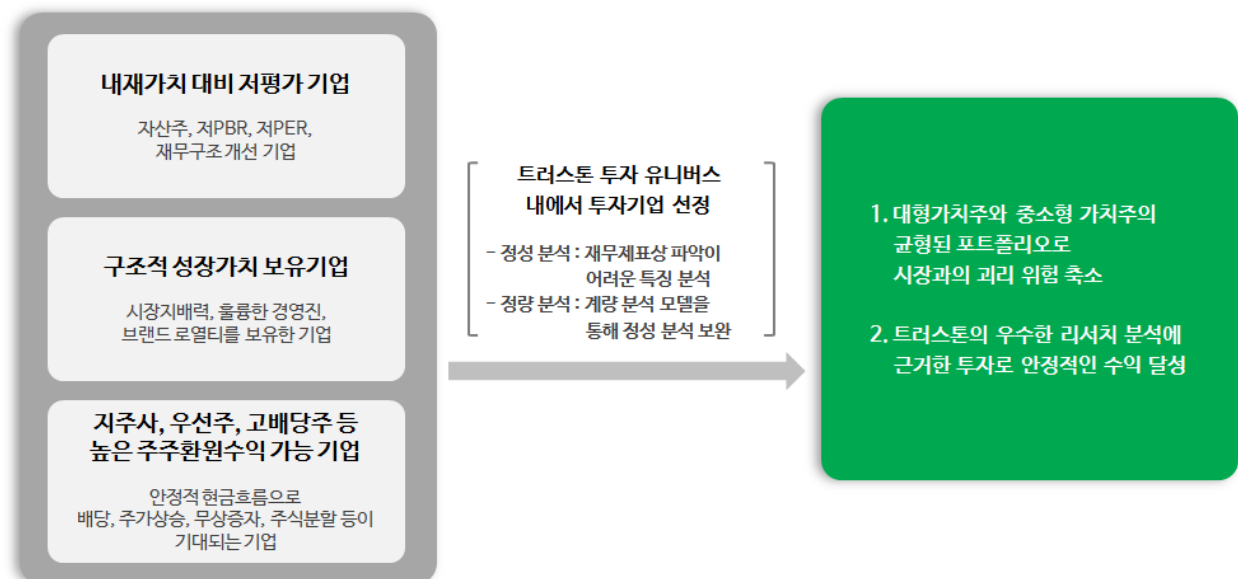 내재가치 대비 저평가 기업
자산주, 저PBR, 저PER,
재무구조 개선 기업
구조적 성장가치 보유기업
시장지배력, 훌륭한 경영진,
브랜드 로열티를 보유한 기업
지주사, 우선주, 고배당주 등
높은 주주환원수익 가능 기업
안정적 현금흐름으로
배당, 주가상승, 무상증자, 주식분할 등이
기대되는 기업
트러스톤 투자 유니버스
내에서 투자기업 선정
- 정성 분석 : 재무제표상 파악이
어려운 특징 분석
- 정량 분석 : 계량 분석 모델을
통해 정성 분석 보완
1. 대형가치주와 중소형 가치주의
균형된 포트폴리오로
시장과의 괴리 위험 축소
2. 트러스톤의 우수한 리서치 분석에
근거한 투자로 안정적인 수익 달성